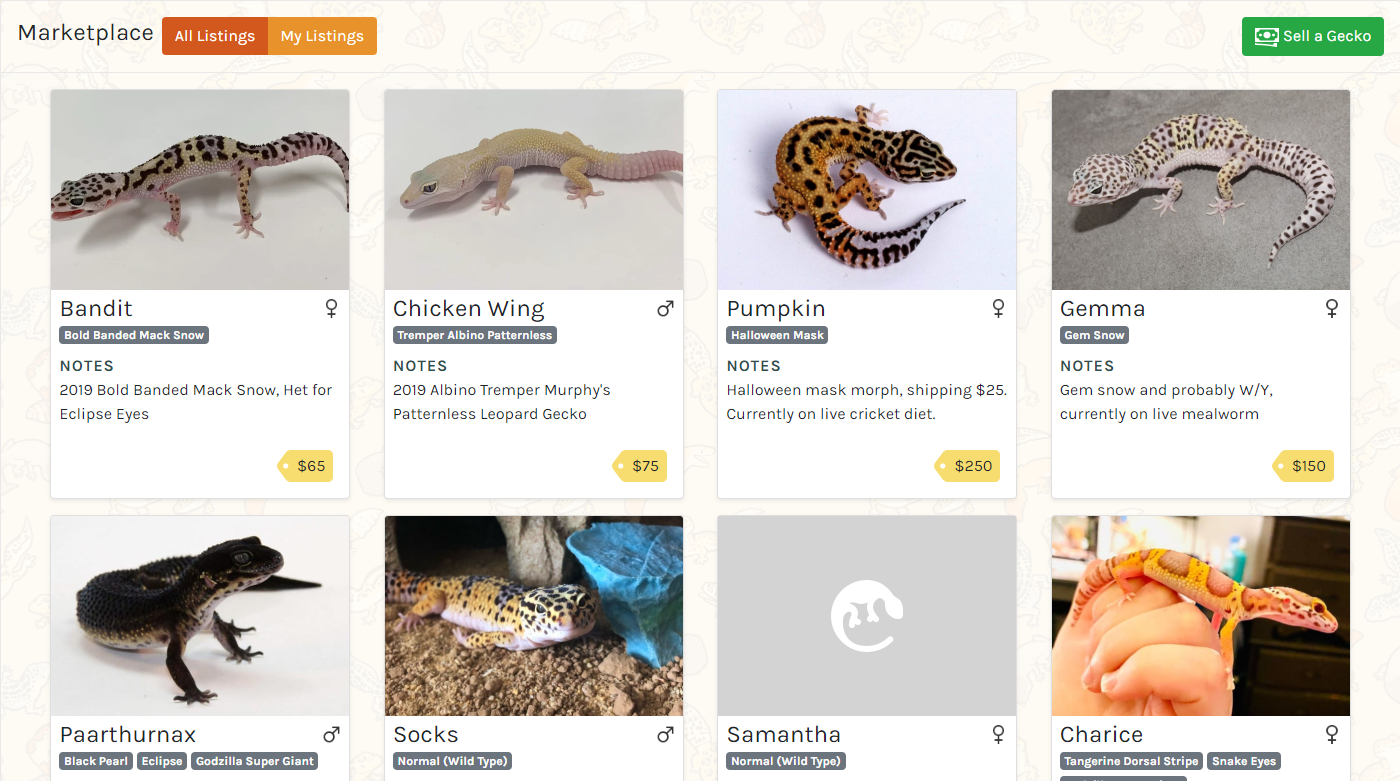 Marketplace
All Listings
My Listings
Sell a Gecko
Bandit
Bold Banded Mack Snow
NOTES
2019 Bold Banded Mack Snow, Het for
Eclipse Eyes
$65
Chicken Wing
Tremper Albino Patternless
NOTES
2019 Albino Tremper Murphy's
Patternless Leopard Gecko
$75
Pumpkin
Halloween Mask
NOTES
Halloween mask morph, shipping $25.
Currently on live cricket diet.
$250
Gemma
Gem Snow
NOTES
Gem snow and probably W/Y,
currently on live mealworm
$150
Paarthurnax
Black Pearl Eclipse Godzilla Super Giant
Socks
Normal (Wild Type)
Samantha
Normal (Wild Type)
Charice
Tangerine Dorsal Stripe Snake Eyes